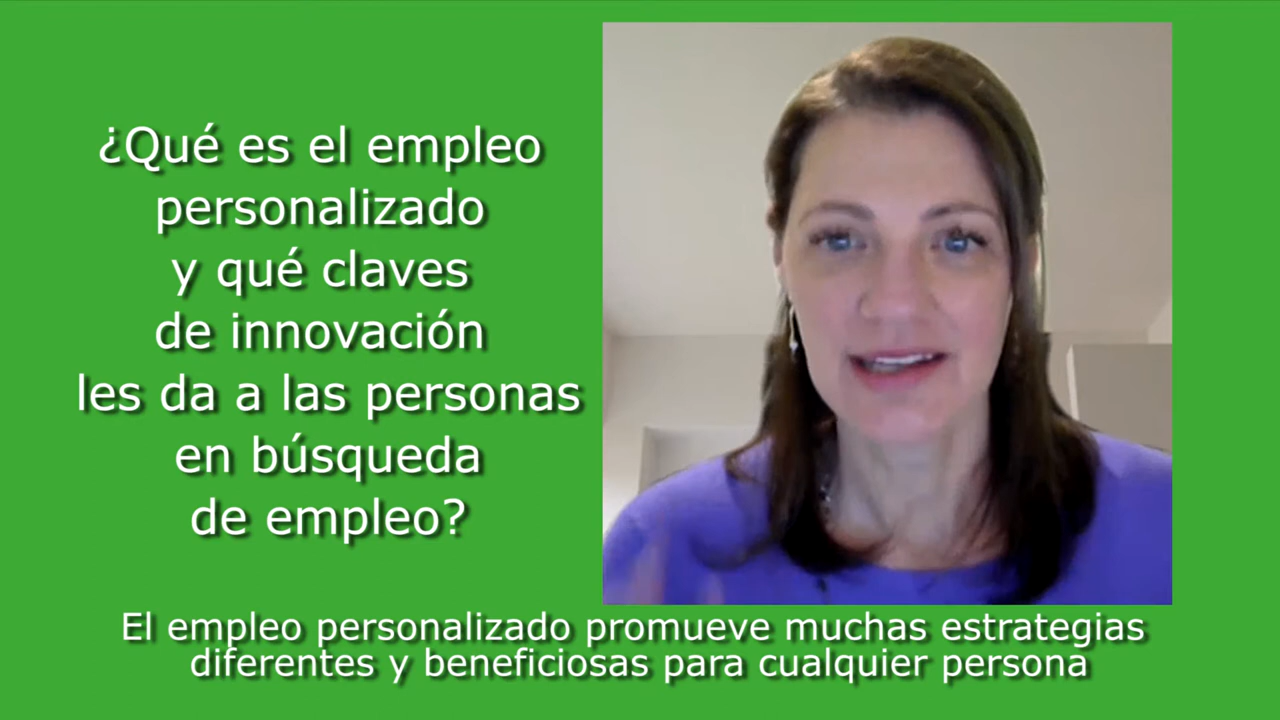 ¿Qué es el empleo
personalizado
y qué claves
de innovación
les da a las personas
en búsqueda
de empleo?
El empleo personalizado promueve muchas estrategias
diferentes y beneficiosas para cualquier persona